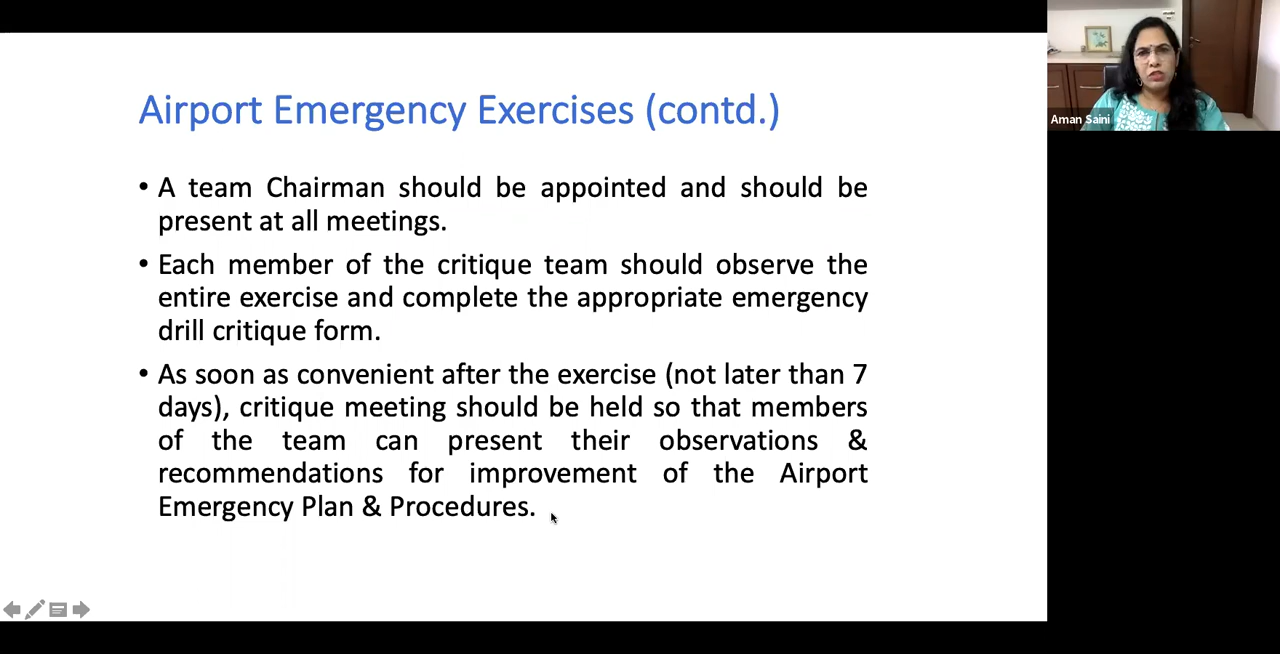 Airport Emergency Exercises (contd.)
• A team Chairman should be appointed and should be
present at all meetings.
• Each member of the critique team should observe the
entire exercise and complete the appropriate emergency
drill critique form.
• As soon as convenient after the exercise (not later than 7
days), critique meeting should be held so that members
of the team can present their observations &
recommendations for improvement of the Airport
Emergency Plan & Procedures.
Aman Saini